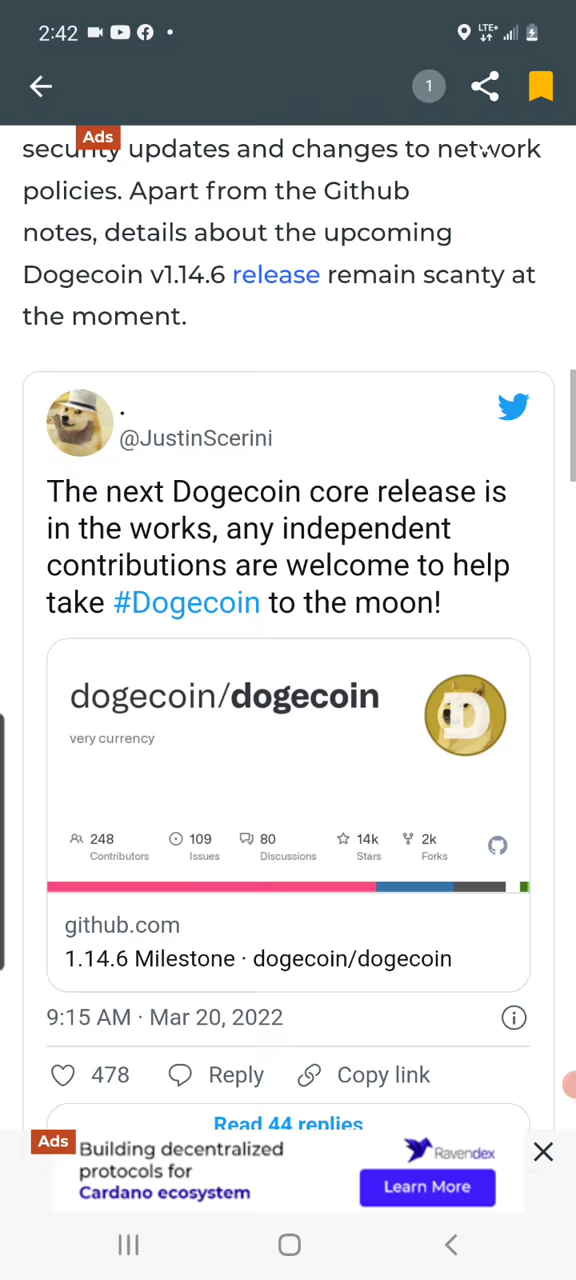 2:42
LTE+
1
Ads
security updates and changes to network
policies. Apart from the Github
notes, details about the upcoming
Dogecoin v1.14.6 release remain scanty at
the moment.
.
@JustinScerini
The next Dogecoin core release is
in the works, any independent
contributions are welcome to help
take #Dogecoin to the moon!
dogecoin/dogecoin
very currency
248 109 80 14k 2k
Contributors Issues Discussions Stars Forks
github.com
1.14.6 Milestone · dogecoin/dogecoin
9:15 AM · Mar 20, 2022
478 Reply Copy link
Read 44 replies
Ads
Building decentralized
protocols for
Cardano ecosystem
Ravendex
Learn More